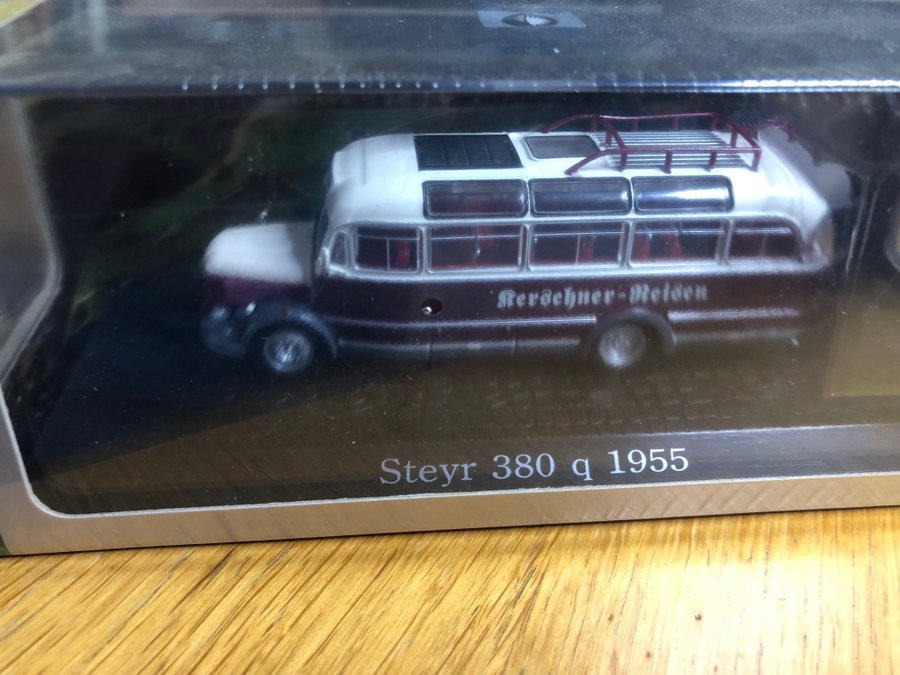 Kerschner-Reisen
Steyr 380 q 1955